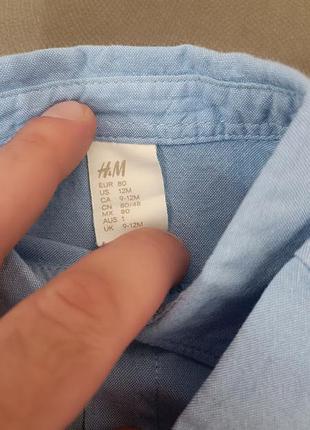 H&M
EUR 80
US 12M
CA 9-12M
CN 80/48
MX 80
AUS 1
UK 9-12M